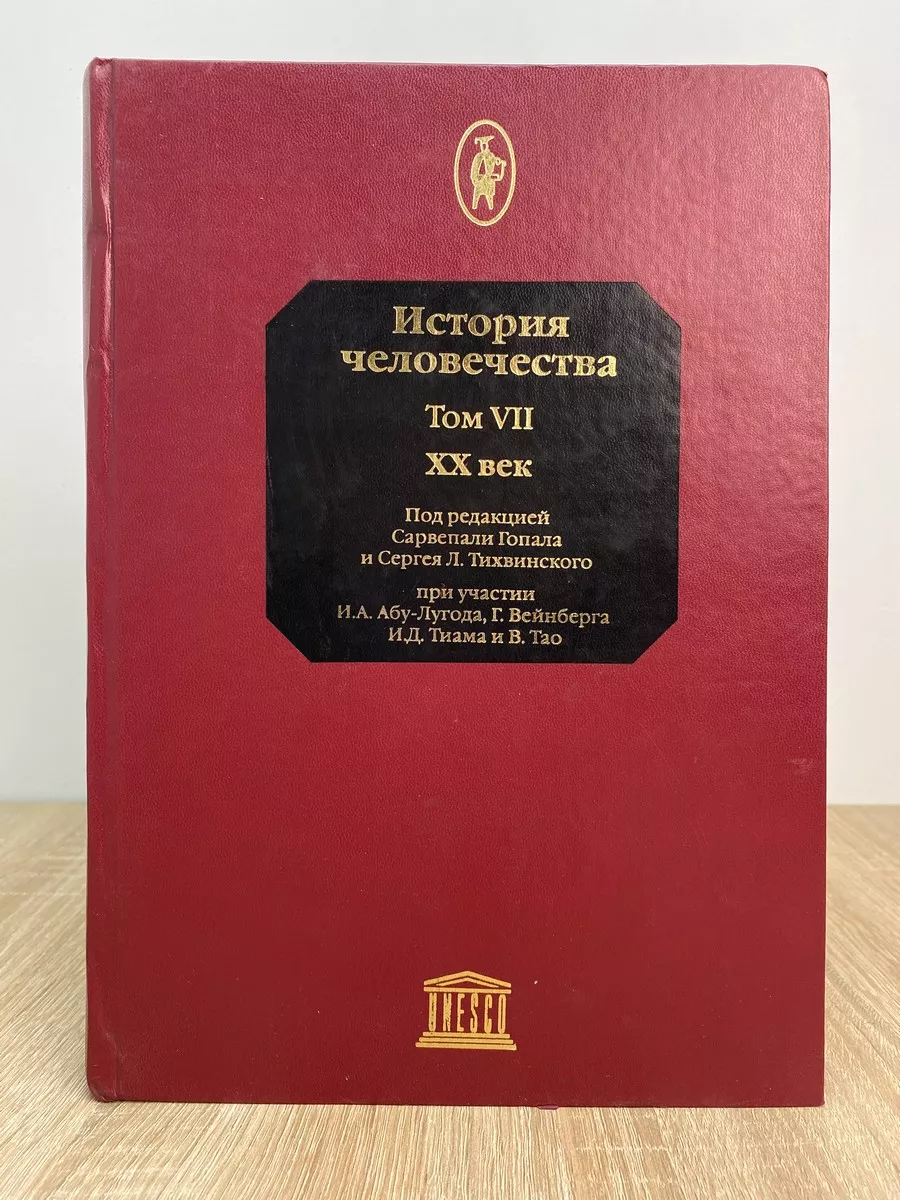 История
человечества
Том VII
XX век
Под редакцией
Сарвепали Гопала
и Сергея Л. Тихвинского
при участии
И.А. Абу-Лугода, Г. Вейнберга
И.Д. Тиама и В. Тао
UNESCO